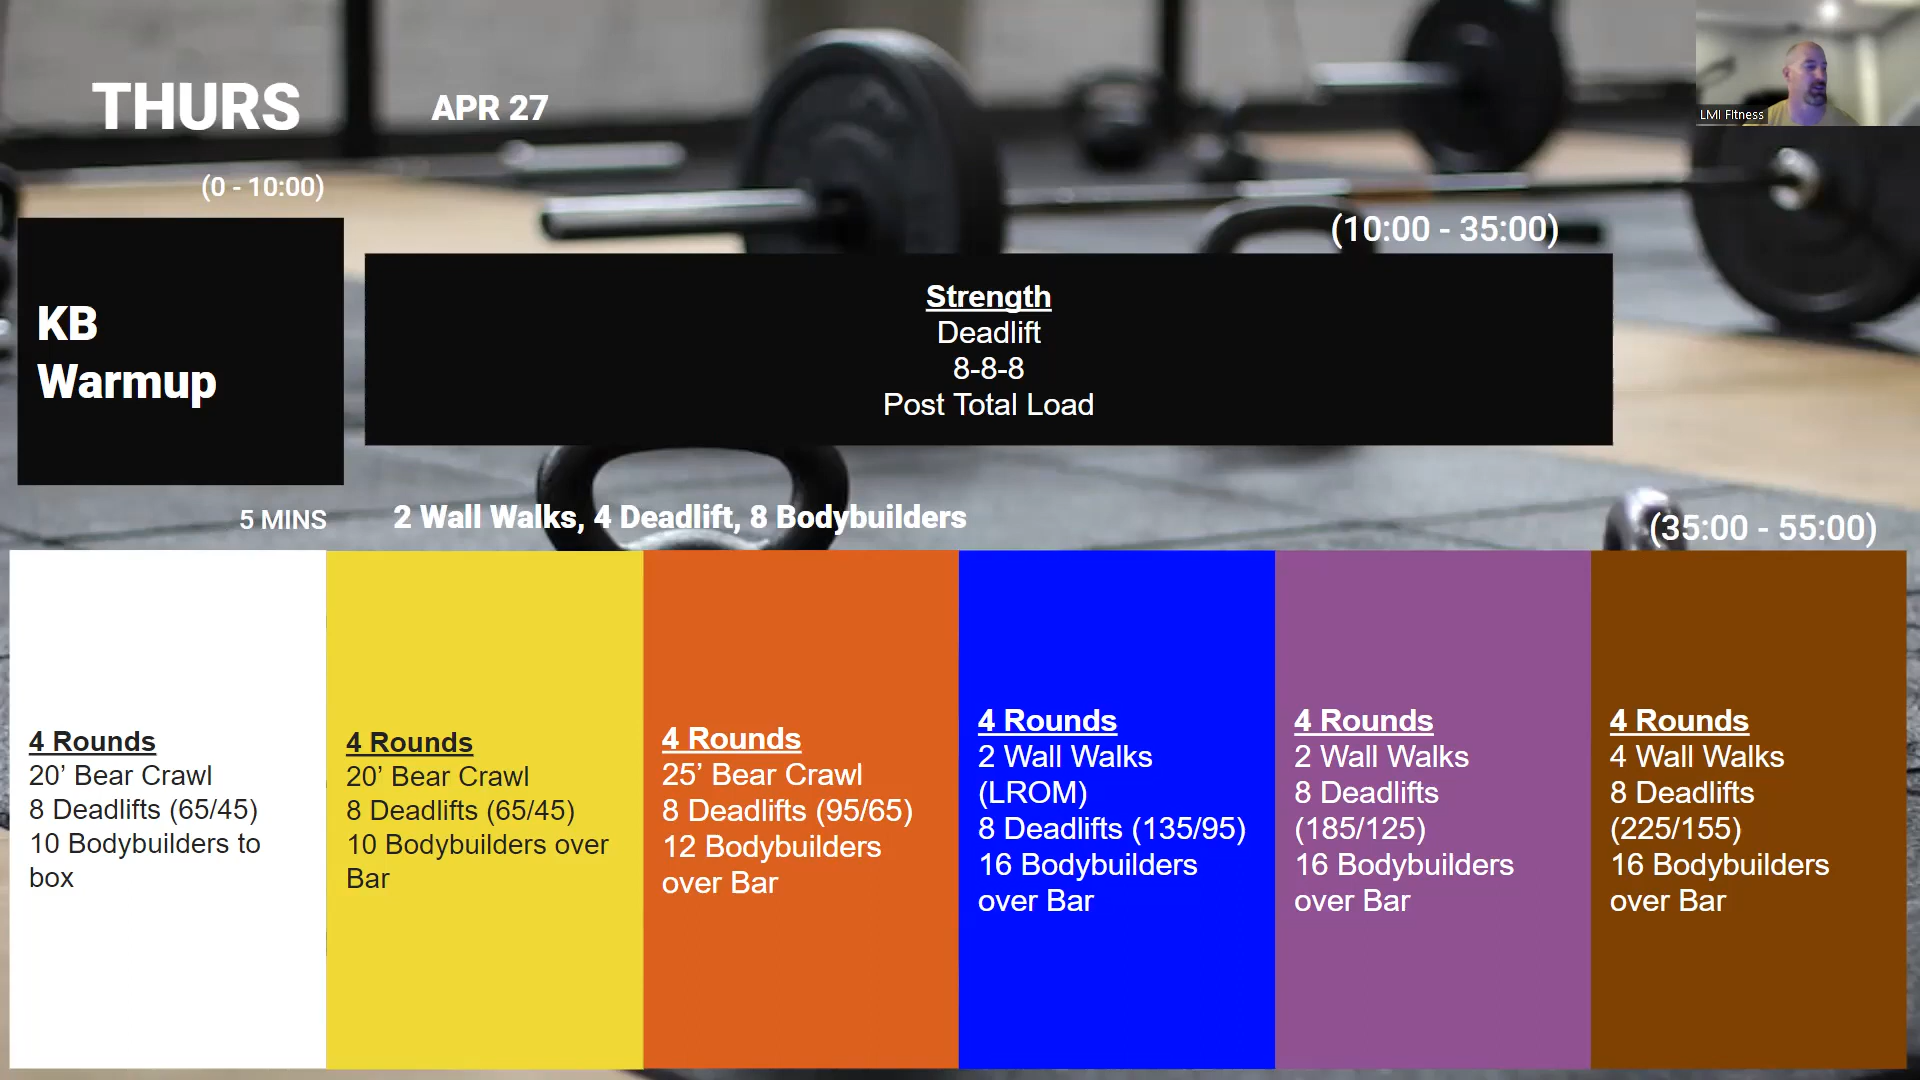 THURS
APR 27
LMI Fitness
(0 - 10:00)
(10:00 - 35:00)
KB
Warmup
Strength
Deadlift
8-8-8
Post Total Load
5 MINS
2 Wall Walks, 4 Deadlift, 8 Bodybuilders
(35:00 - 55:00)
4 Rounds
20’ Bear Crawl
8 Deadlifts (65/45)
10 Bodybuilders to
box
4 Rounds
20’ Bear Crawl
8 Deadlifts (65/45)
10 Bodybuilders over
Bar
4 Rounds
25’ Bear Crawl
8 Deadlifts (95/65)
12 Bodybuilders
over Bar
4 Rounds
2 Wall Walks
(LROM)
8 Deadlifts (135/95)
16 Bodybuilders
over Bar
4 Rounds
2 Wall Walks
8 Deadlifts
(185/125)
16 Bodybuilders
over Bar
4 Rounds
4 Wall Walks
8 Deadlifts
(225/155)
16 Bodybuilders
over Bar